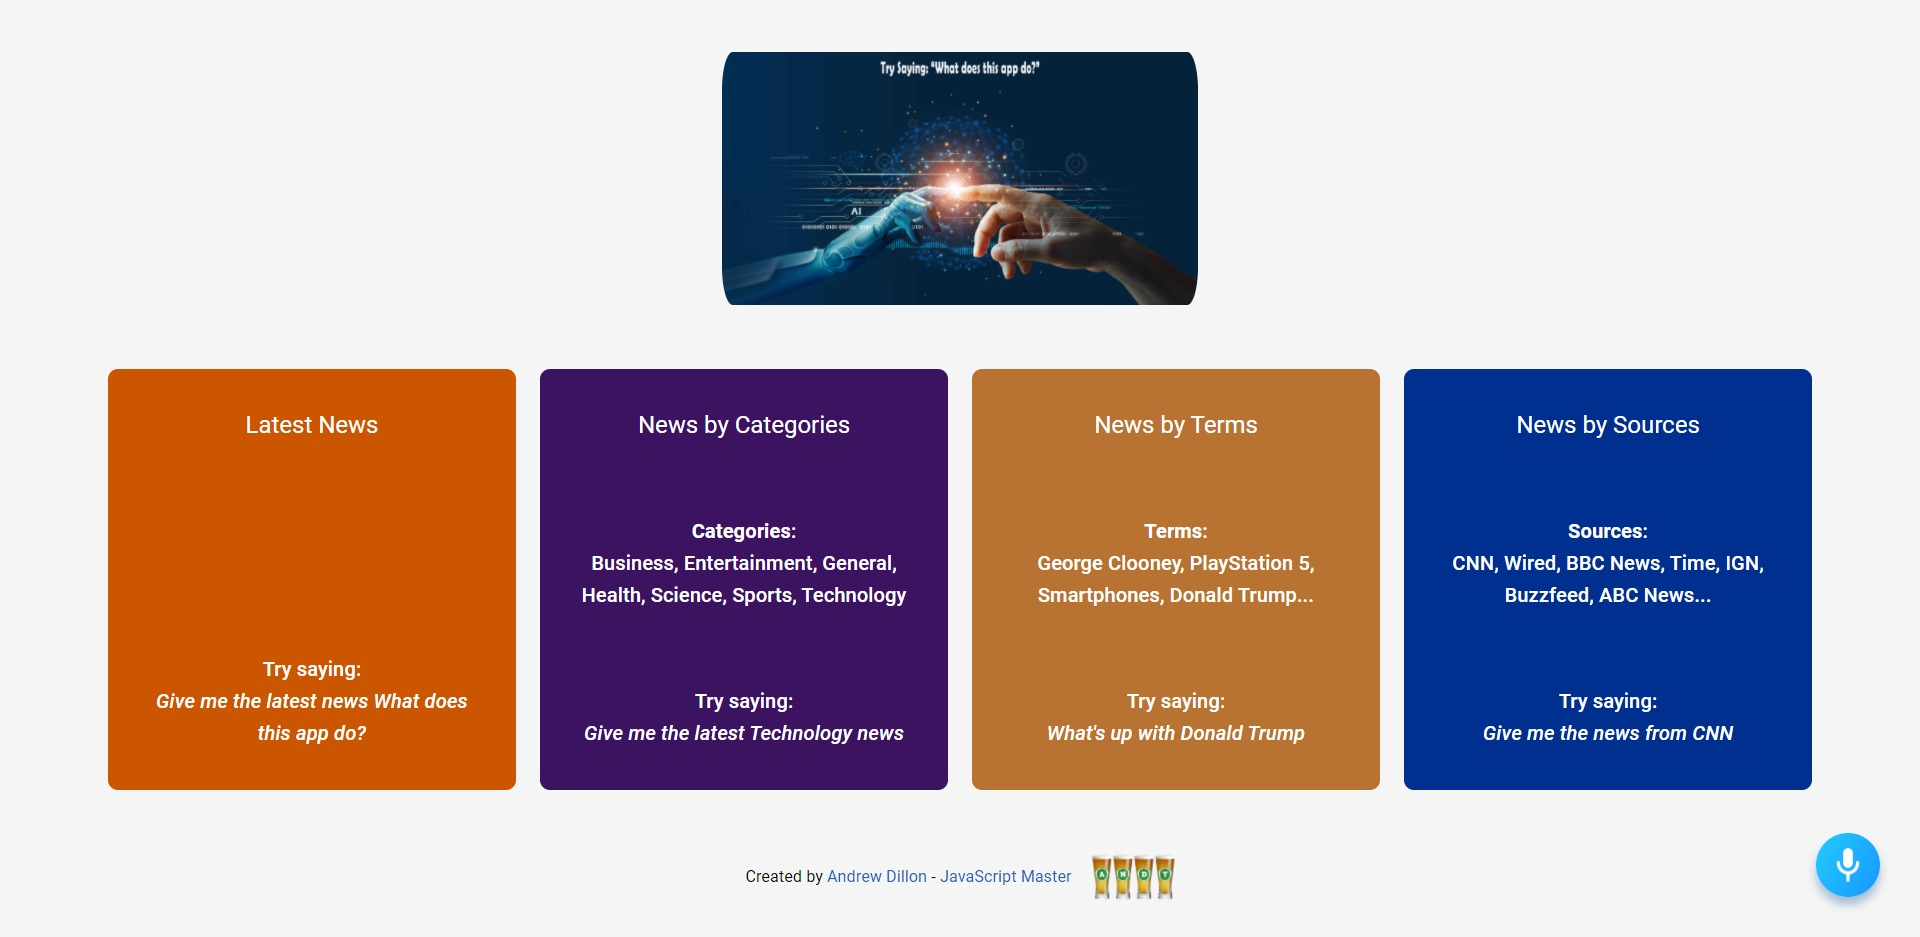 Try Saying: "What does this app do?"
AI
Latest News
Try saying:
Give me the latest news What does
this app do?
News by Categories
Categories:
Business, Entertainment, General,
Health, Science, Sports, Technology
Try saying:
Give me the latest Technology news
News by Terms
Terms:
George Clooney, PlayStation 5,
Smartphones, Donald Trump...
Try saying:
What's up with Donald Trump
News by Sources
Sources:
CNN, Wired, BBC News, Time, IGN,
Buzzfeed, ABC News...
Try saying:
Give me the news from CNN
Created by Andrew Dillon - JavaScript Master
A N D Y